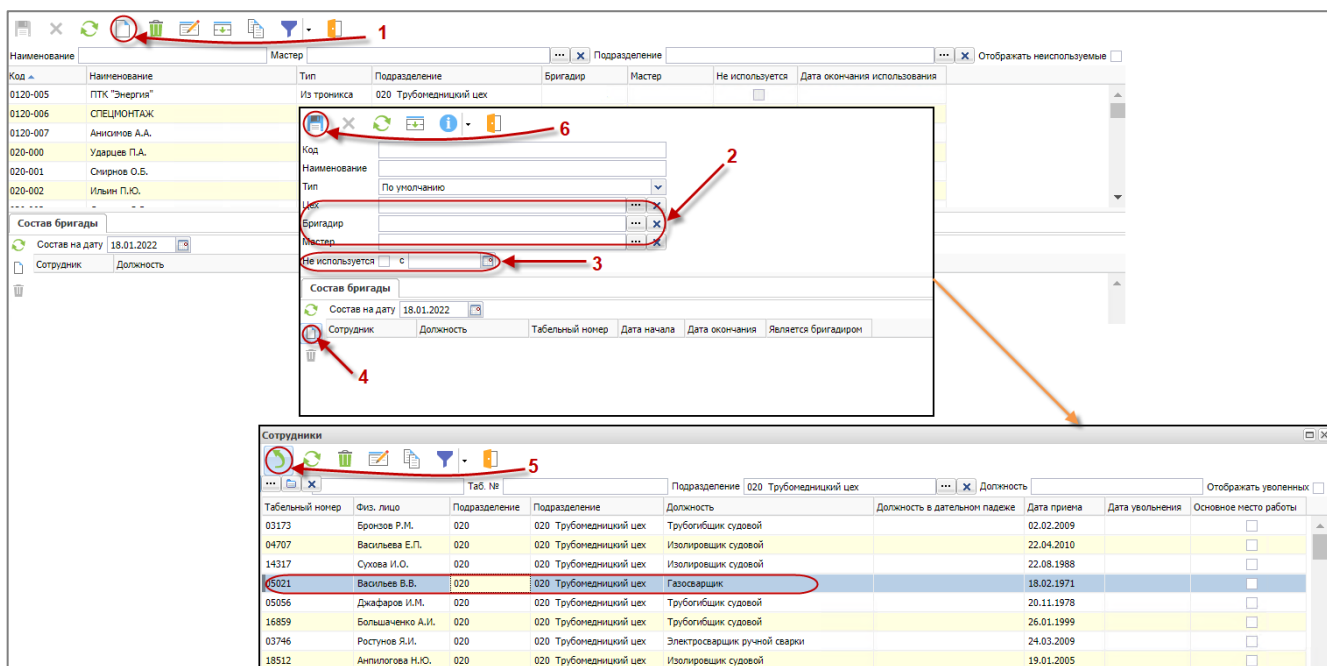 1
Наименование Мастер Подразделение Отображать неиспользуемые
Код Наименование Тип Подразделение Бригадир Мастер Не используется Дата окончания использования
0120-005 ПТК "Энергия" Из троникса 020 Трубомедницкий цех
0120-006 СПЕЦМОНТАЖ
0120-007 Анисимов А.А.
020-000 Ударцев П.А.
020-001 Смирнов О.Б.
020-002 Ильин П.Ю.
Состав бригады
Состав на дату 18.01.2022
Сотрудник Должность
6
Код
Наименование
2
Тип По умолчанию
Цех
Бригадир
Мастер
Не используется с
3
Состав бригады
Состав на дату 18.01.2022
Сотрудник Должность Табельный номер Дата начала Дата окончания Является бригадиром
4
Сотрудники
5
Таб. № Подразделение 020 Трубомедницкий цех Должность Отображать уволенных
Табельный номер Физ. лицо Подразделение Подразделение Должность Должность в дательном падеже Дата приема Дата увольнения Основное место работы
03173 Бронзов Р.М. 020 020 Трубомедницкий цех Трубогибщик судовой 02.02.2009
04707 Васильева Е.П. 020 020 Трубомедницкий цех Изолировщик судовой 22.04.2010
14317 Сухова И.О. 020 020 Трубомедницкий цех Изолировщик судовой 22.08.1988
05021 Васильев В.В. 020 020 Трубомедницкий цех Газосварщик 18.02.1971
05056 Джафаров И.М. 020 020 Трубомедницкий цех Трубогибщик судовой 20.11.1978
16859 Большаченко А.И. 020 020 Трубомедницкий цех Трубогибщик судовой 26.01.1999
03746 Ростунов Я.И. 020 020 Трубомедницкий цех Электросварщик ручной сварки 24.03.2009
18512 Анпилогова Н.Ю. 020 020 Трубомедницкий цех Изолировщик судовой 19.01.2005